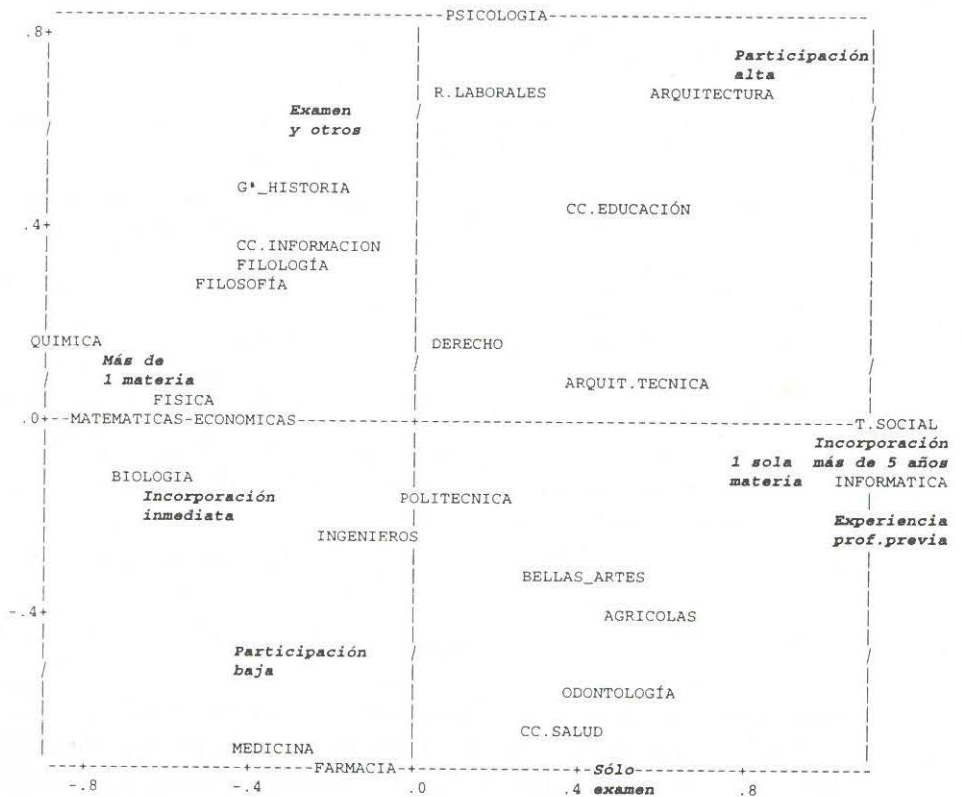 PSICOLOGIA
.8+
Participación
alta
R.LABORALES ARQUITECTURA
Examen
y otros
Gª_HISTORIA
CC.EDUCACIÓN
.4+
CC.INFORMACION
FILOLOGÍA
FILOSOFÍA
QUIMICA DERECHO
Más de
1 materia
ARQUIT.TECNICA
FISICA
.0+--MATEMATICAS-ECONOMICAS T.SOCIAL
Incorporación
1 sola más de 5 años
BIOLOGIA materia INFORMATICA
Incorporación POLITECNICA
inmediata
Experiencia
INGENIEROS prof.previa
BELLAS_ARTES
-.4+ AGRICOLAS
Participación
baja
ODONTOLOGÍA
CC.SALUD
MEDICINA
FARMACIA Sólo
-.8 -.4 .0 .4 examen .8